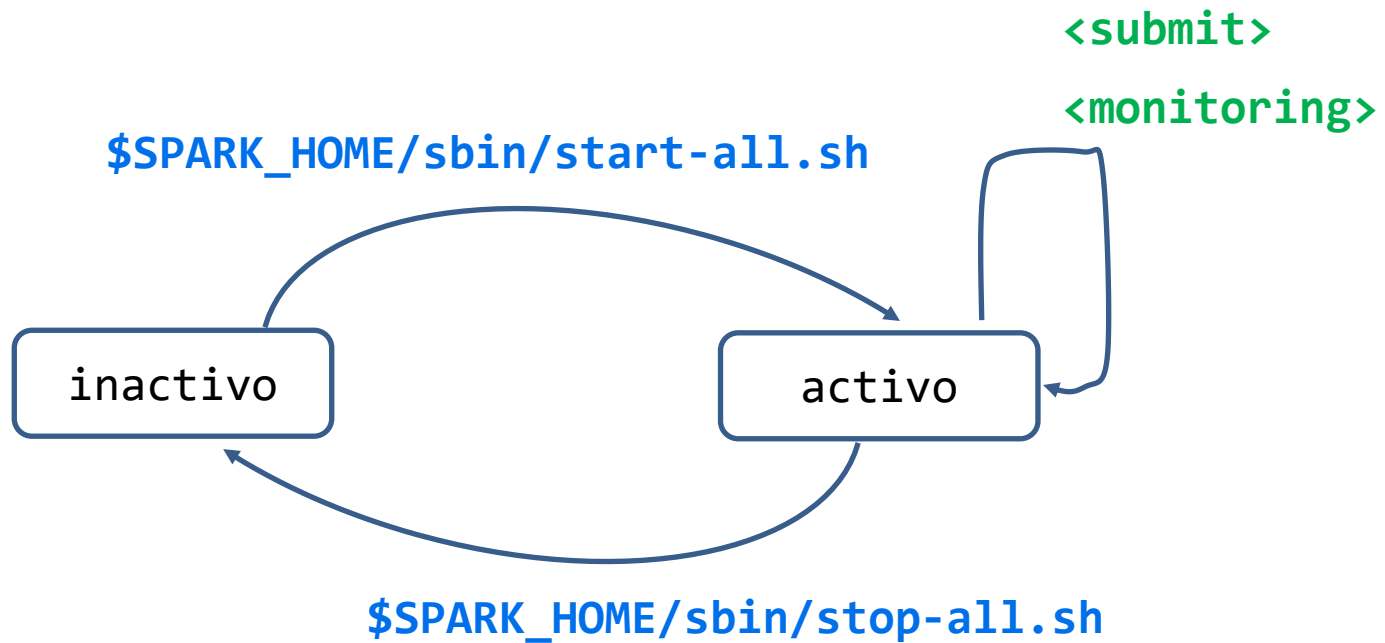 <submit>
<monitoring>
$SPARK_HOME/sbin/start-all.sh
inactivo
activo
$SPARK_HOME/sbin/stop-all.sh